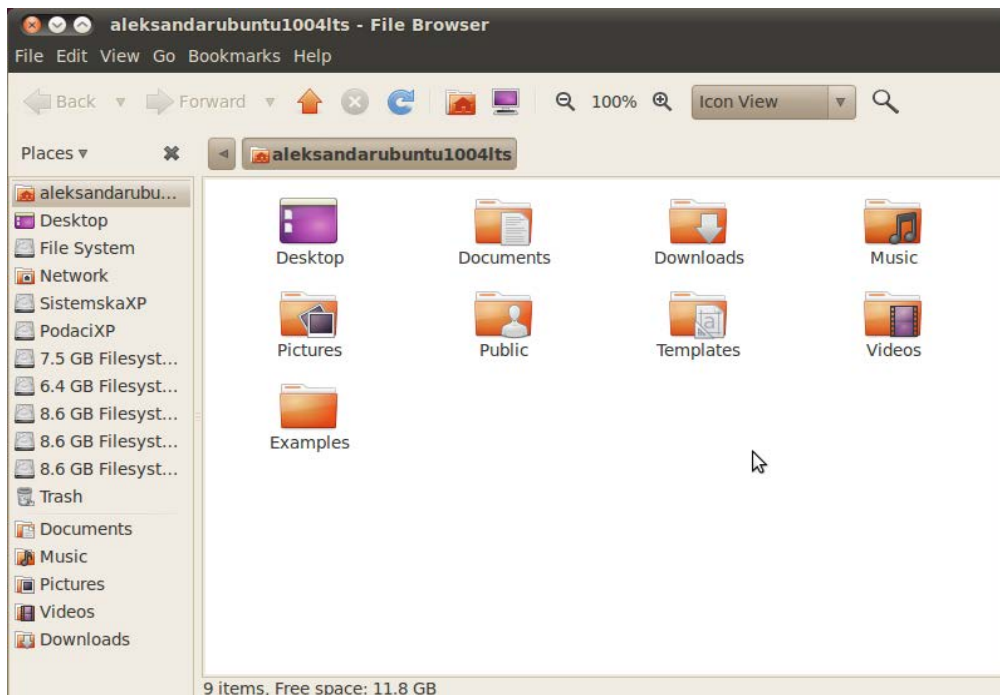 aleksandarubuntu1004lts - File Browser
File Edit View Go Bookmarks Help
Back Forward 100% Icon View
Places aleksandarubuntu1004lts
aleksandarubu...
Desktop
File System
Network
SistemskaXP
PodaciXP
7.5 GB Filesyst...
6.4 GB Filesyst...
8.6 GB Filesyst...
8.6 GB Filesyst...
8.6 GB Filesyst...
Trash
Documents
Music
Pictures
Videos
Downloads
Desktop Documents Downloads Music
Pictures Public Templates Videos
Examples
9 items, Free space: 11.8 GB